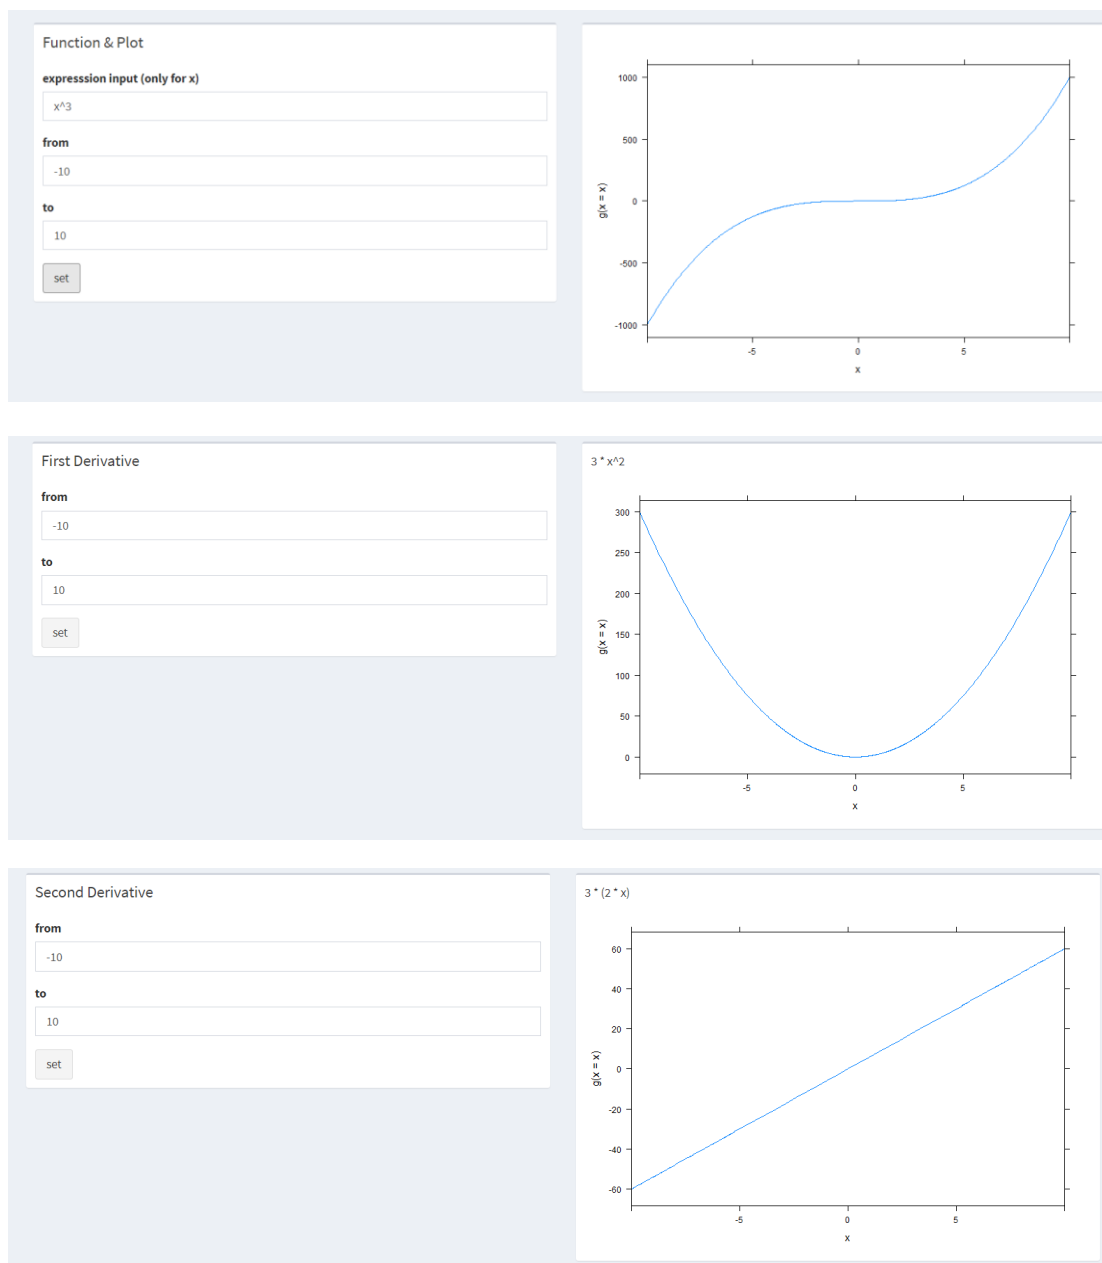 Function & Plot
expresssion input (only for x)
x^3
from
-10
to
10
set
1000
500
0
-500
-1000
g(x = x)
-5 0 5
x
First Derivative
from
-10
to
10
set
3 * x^2
300
250
200
150
100
50
0
g(x = x)
-5 0 5
x
Second Derivative
from
-10
to
10
set
3 * (2 * x)
60
40
20
0
-20
-40
-60
g(x = x)
-5 0 5
x